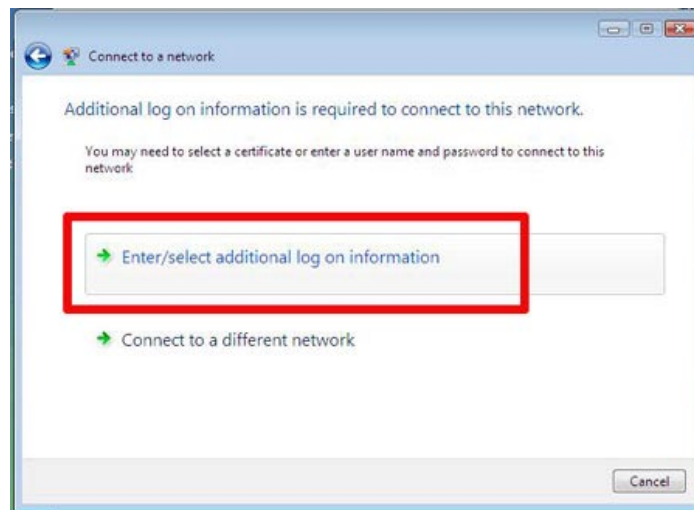 Connect to a network
Additional log on information is required to connect to this network.
You may need to select a certificate or enter a user name and password to connect to this
network
Enter/select additional log on information
Connect to a different network
Cancel